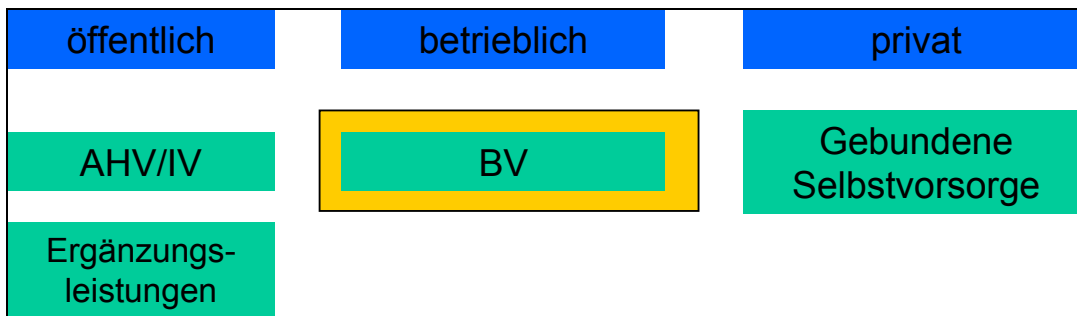 öffentlich
betrieblich
privat
AHV/IV
BV
Gebundene
Selbstvorsorge
Ergänzungs-
leistungen